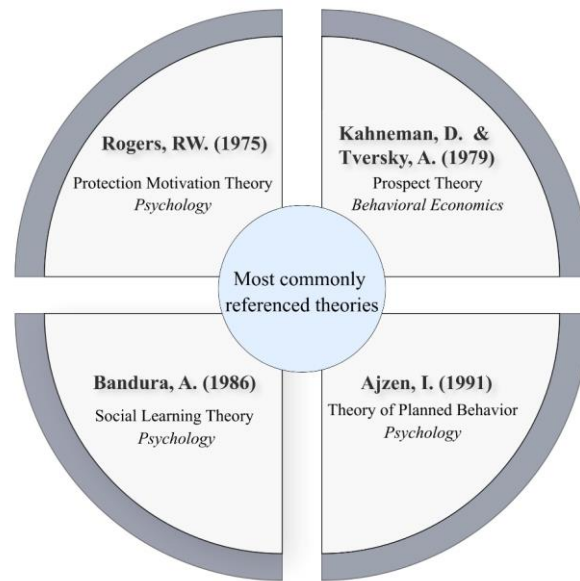 Rogers, RW. (1975)
Protection Motivation Theory
Psychology
Kahneman, D. &
Tversky, A. (1979)
Prospect Theory
Behavioral Economics
Most commonly
referenced theories
Bandura, A. (1986)
Social Learning Theory
Psychology
Ajzen, I. (1991)
Theory of Planned Behavior
Psychology